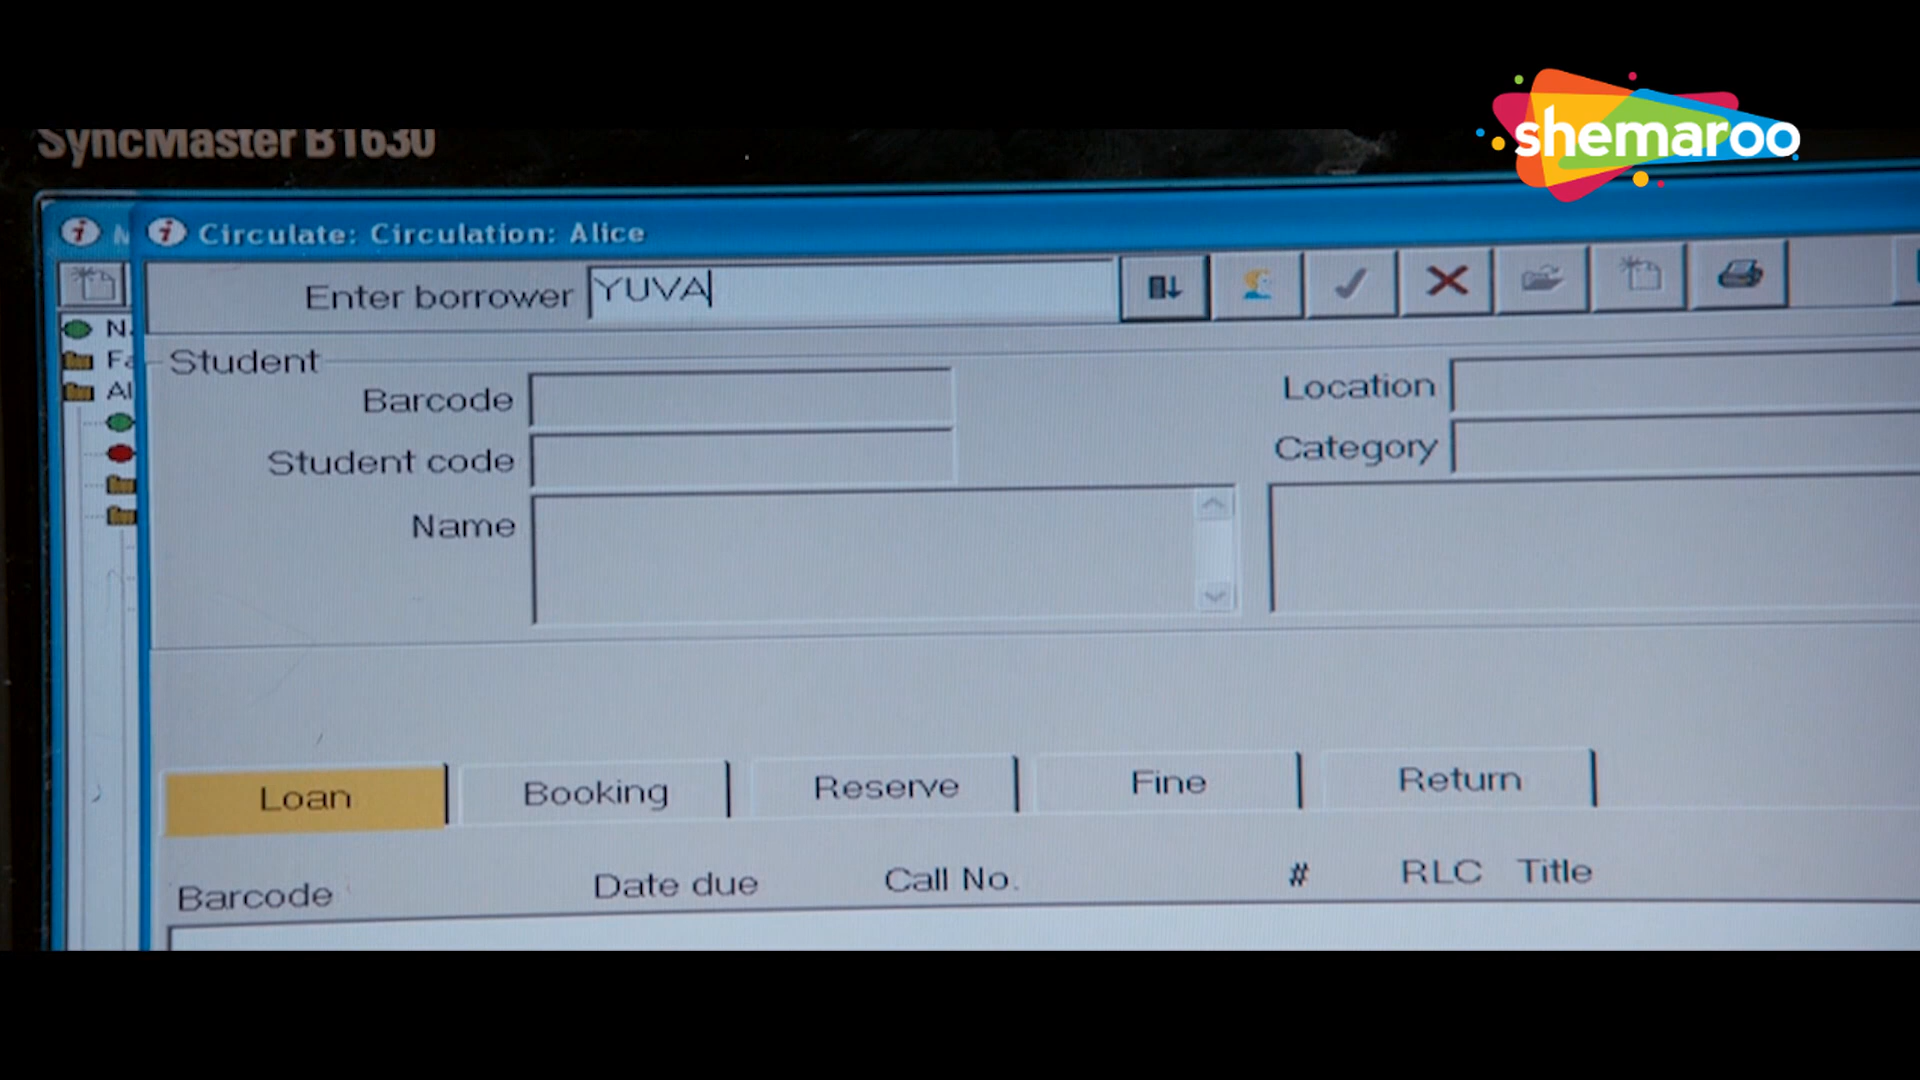 shemaroo
SyncMaster B1630
Circulate: Circulation: Alice
Enter borrower YUVA
Student
Barcode
Location
Student code
Category
Name
Loan Booking Reserve Fine Return
Barcode Date due Call No. # RLC Title